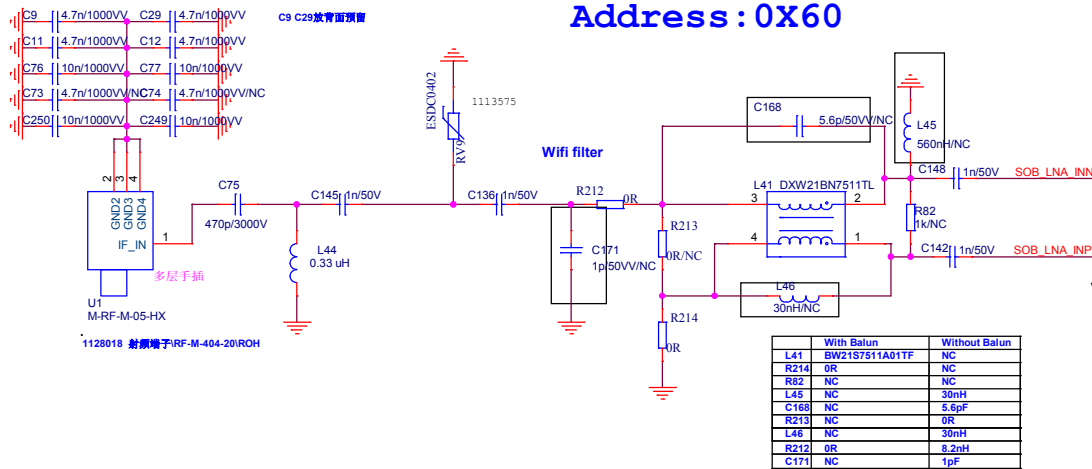 Address:0X60
C9 4.7n/1000VV C29 4.7n/1000VV
C9 C29放背面预留
C11 4.7n/1000VV C12 4.7n/1000VV
C76 10n/1000VV C77 10n/1000VV
C73 4.7n/1000VV/NC C74 4.7n/1000VV/NC
C250 10n/1000VV C249 10n/1000VV
ESDC0402
RV9
1113575
2 3 4
GND2 GND3 GND4
IF_IN
1
U1
M-RF-M-05-HX
多层手插
1128018 射频端子\RF-M-404-20\ROH
C75
470p/3000V
L44
0.33 uH
C145 1n/50V
C136 1n/50V
Wifi filter
C171
1p/50VV/NC
R212
0R
R213
0R/NC
R214
0R
C168
5.6p/50VV/NC
L41 DXW21BN7511TL
3 2
4 1
L46
30nH/NC
L45
560nH/NC
R82
1k/NC
C148 1n/50V
SOB_LNA_INN
C142 1n/50V
SOB_LNA_INP
With Balun Without Balun
L41 BW21S7511A01TF NC
R214 0R NC
R82 NC NC
L45 NC 30nH
C168 NC 5.6pF
R213 NC 0R
L46 NC 30nH
R212 0R 8.2nH
C171 NC 1pF